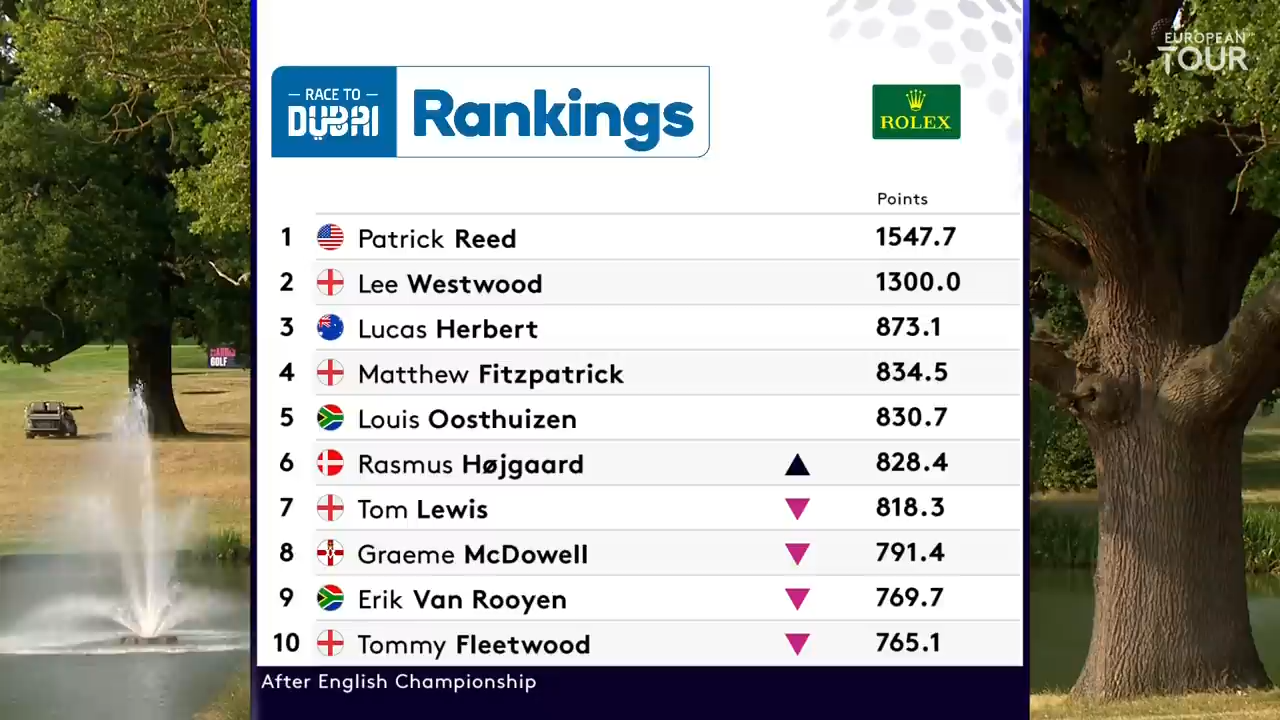 EUROPEAN
TOUR
RACE TO
DUBAI
Rankings
ROLEX
Points
1 Patrick Reed 1547.7
2 Lee Westwood 1300.0
3 Lucas Herbert 873.1
4 Matthew Fitzpatrick 834.5
5 Louis Oosthuizen 830.7
6 Rasmus Højgaard 828.4
7 Tom Lewis 818.3
8 Graeme McDowell 791.4
9 Erik Van Rooyen 769.7
10 Tommy Fleetwood 765.1
After English Championship
GOLF